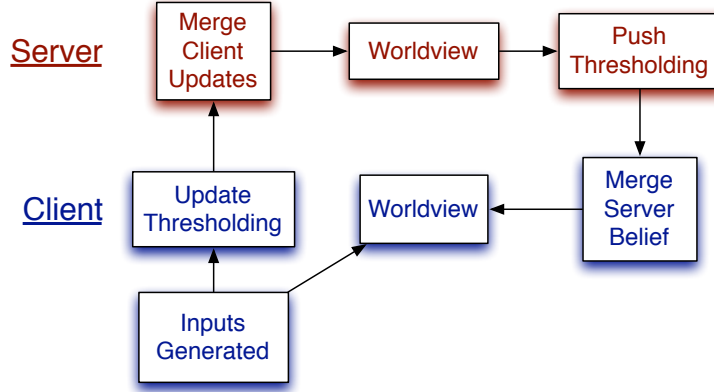 Server
Merge
Client
Updates
Worldview
Push
Thresholding
Client
Update
Thresholding
Worldview
Merge
Server
Belief
Inputs
Generated